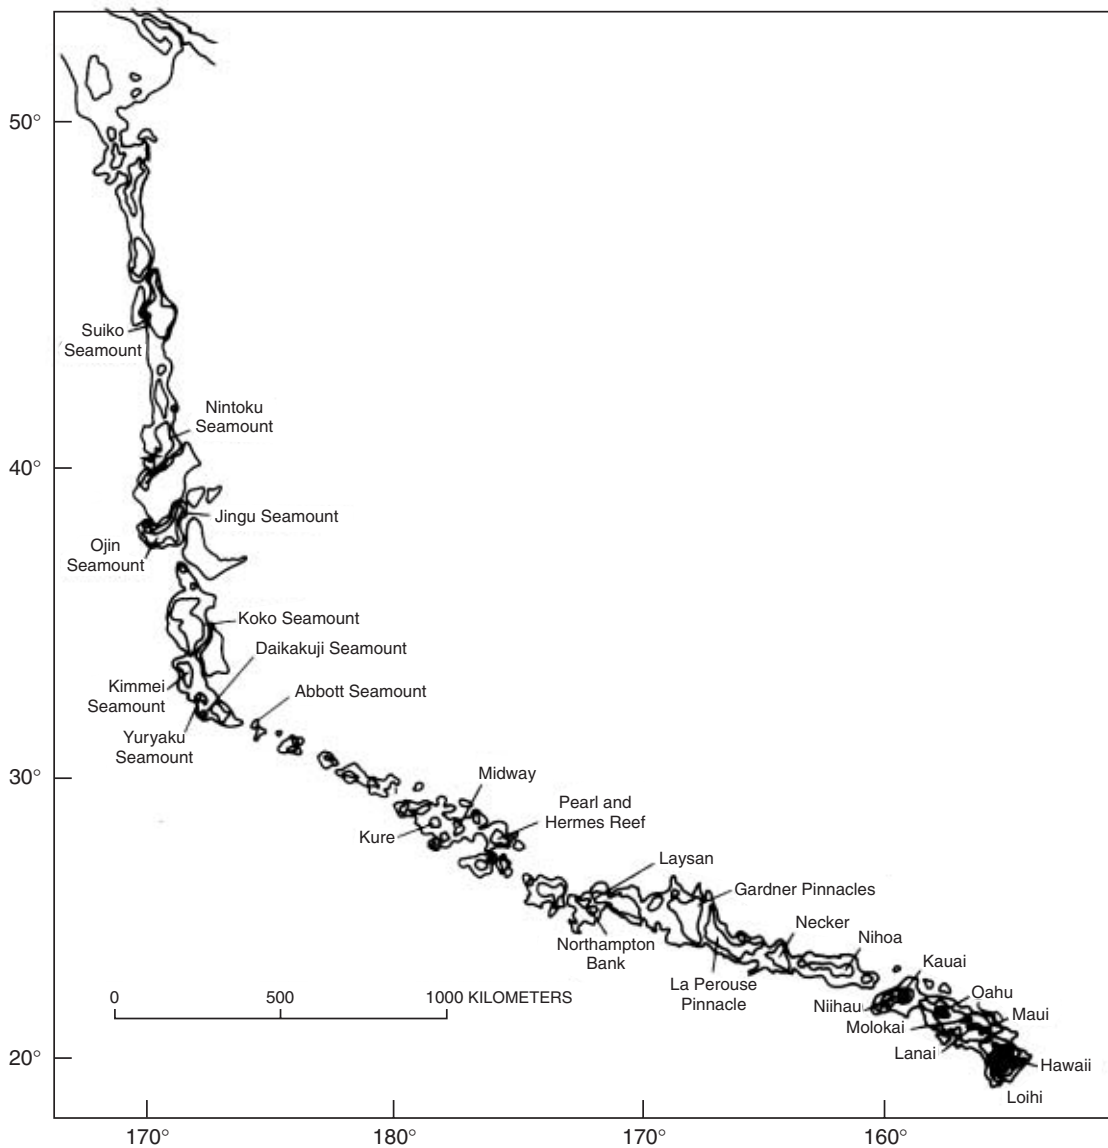 50°
Suiko
Seamount
Nintoku
Seamount
40°
Jingu Seamount
Ojin
Seamount
Koko Seamount
Daikakuji Seamount
Kimmei
Seamount
Abbott Seamount
Yuryaku
Seamount
30°
Midway
Pearl and
Hermes Reef
Kure
Laysan
Gardner Pinnacles
Necker
Nihoa
Northampton
Bank
Kauai
La Perouse
Pinnacle
0 500 1000 KILOMETERS
Niihau
Oahu
Molokai
Maui
Lanai
20°
Hawaii
Loihi
170° 180° 170° 160°